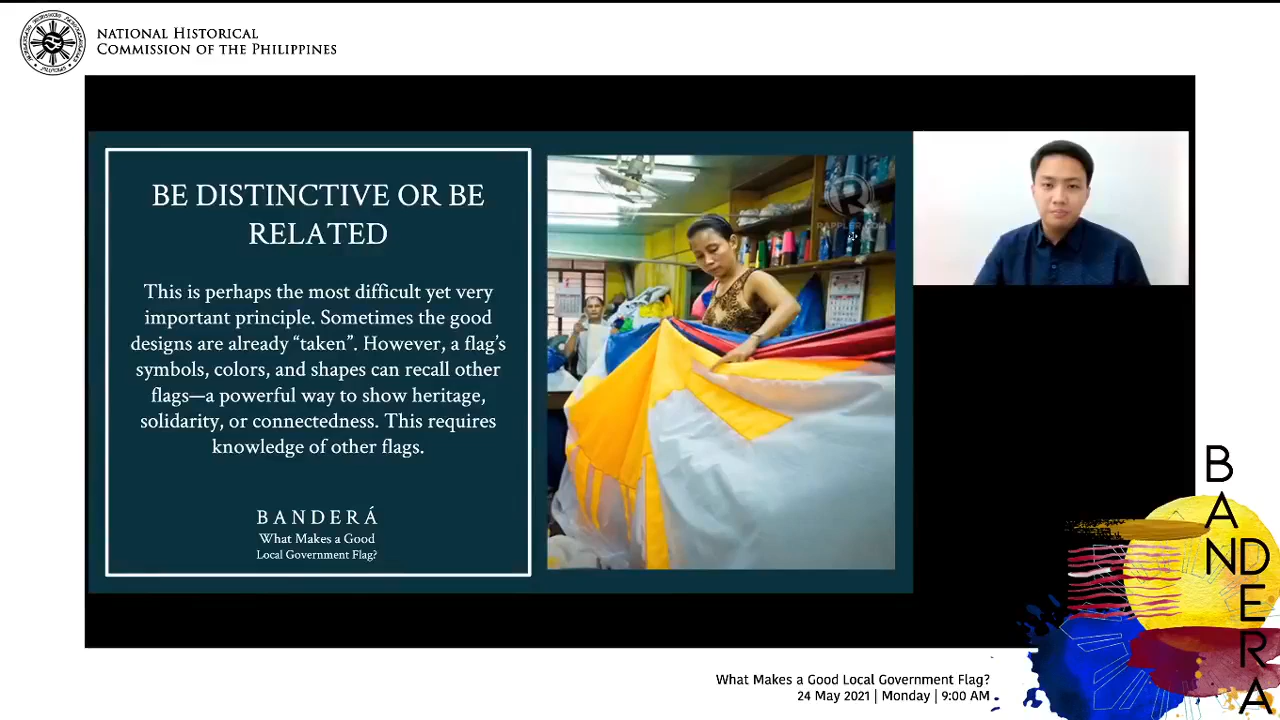 NATIONAL HISTORICAL
COMMISSION OF THE PHILIPPINES
BE DISTINCTIVE OR BE
RELATED
This is perhaps the most difficult yet very
important principle. Sometimes the good
designs are already “taken”. However, a flag’s
symbols, colors, and shapes can recall other
flags—a powerful way to show heritage,
solidarity, or connectedness. This requires
knowledge of other flags.
BANDERÁ
What Makes a Good
Local Government Flag?
R
RAPPLER.COM
BANDERA
What Makes a Good Local Government Flag?
24 May 2021 | Monday | 9:00 AM